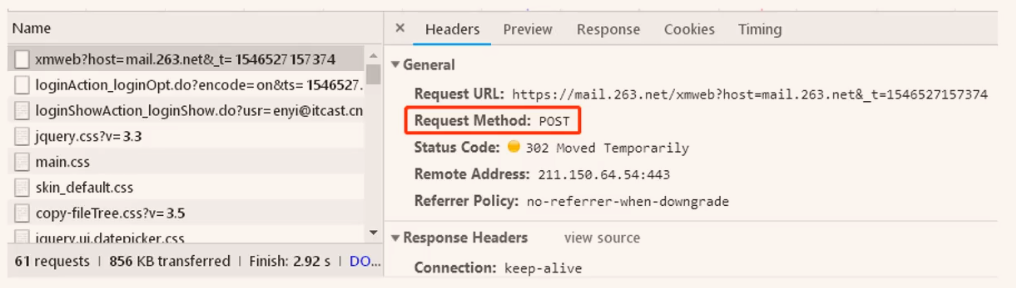 Name
xmweb?host=mail.263.net&_t=1546527157374
loginAction_loginOpt.do?encode=on&ts=1546527.
loginShowAction_loginShow.do?usr=enyi@itcast.cn
jquery.css?v=3.3
main.css
skin_default.css
copy-fileTree.css?v=3.5
jquery.ui.datepicker.css
61 requests | 856 KB transferred | Finish: 2.92 s | DO...
× Headers Preview Response Cookies Timing
▼General
Request URL: https://mail.263.net/xmweb?host=mail.263.net&_t=1546527157374
Request Method: POST
Status Code: 302 Moved Temporarily
Remote Address: 211.150.64.54:443
Referrer Policy: no-referrer-when-downgrade
▼Response Headers view source
Connection: keep-alive